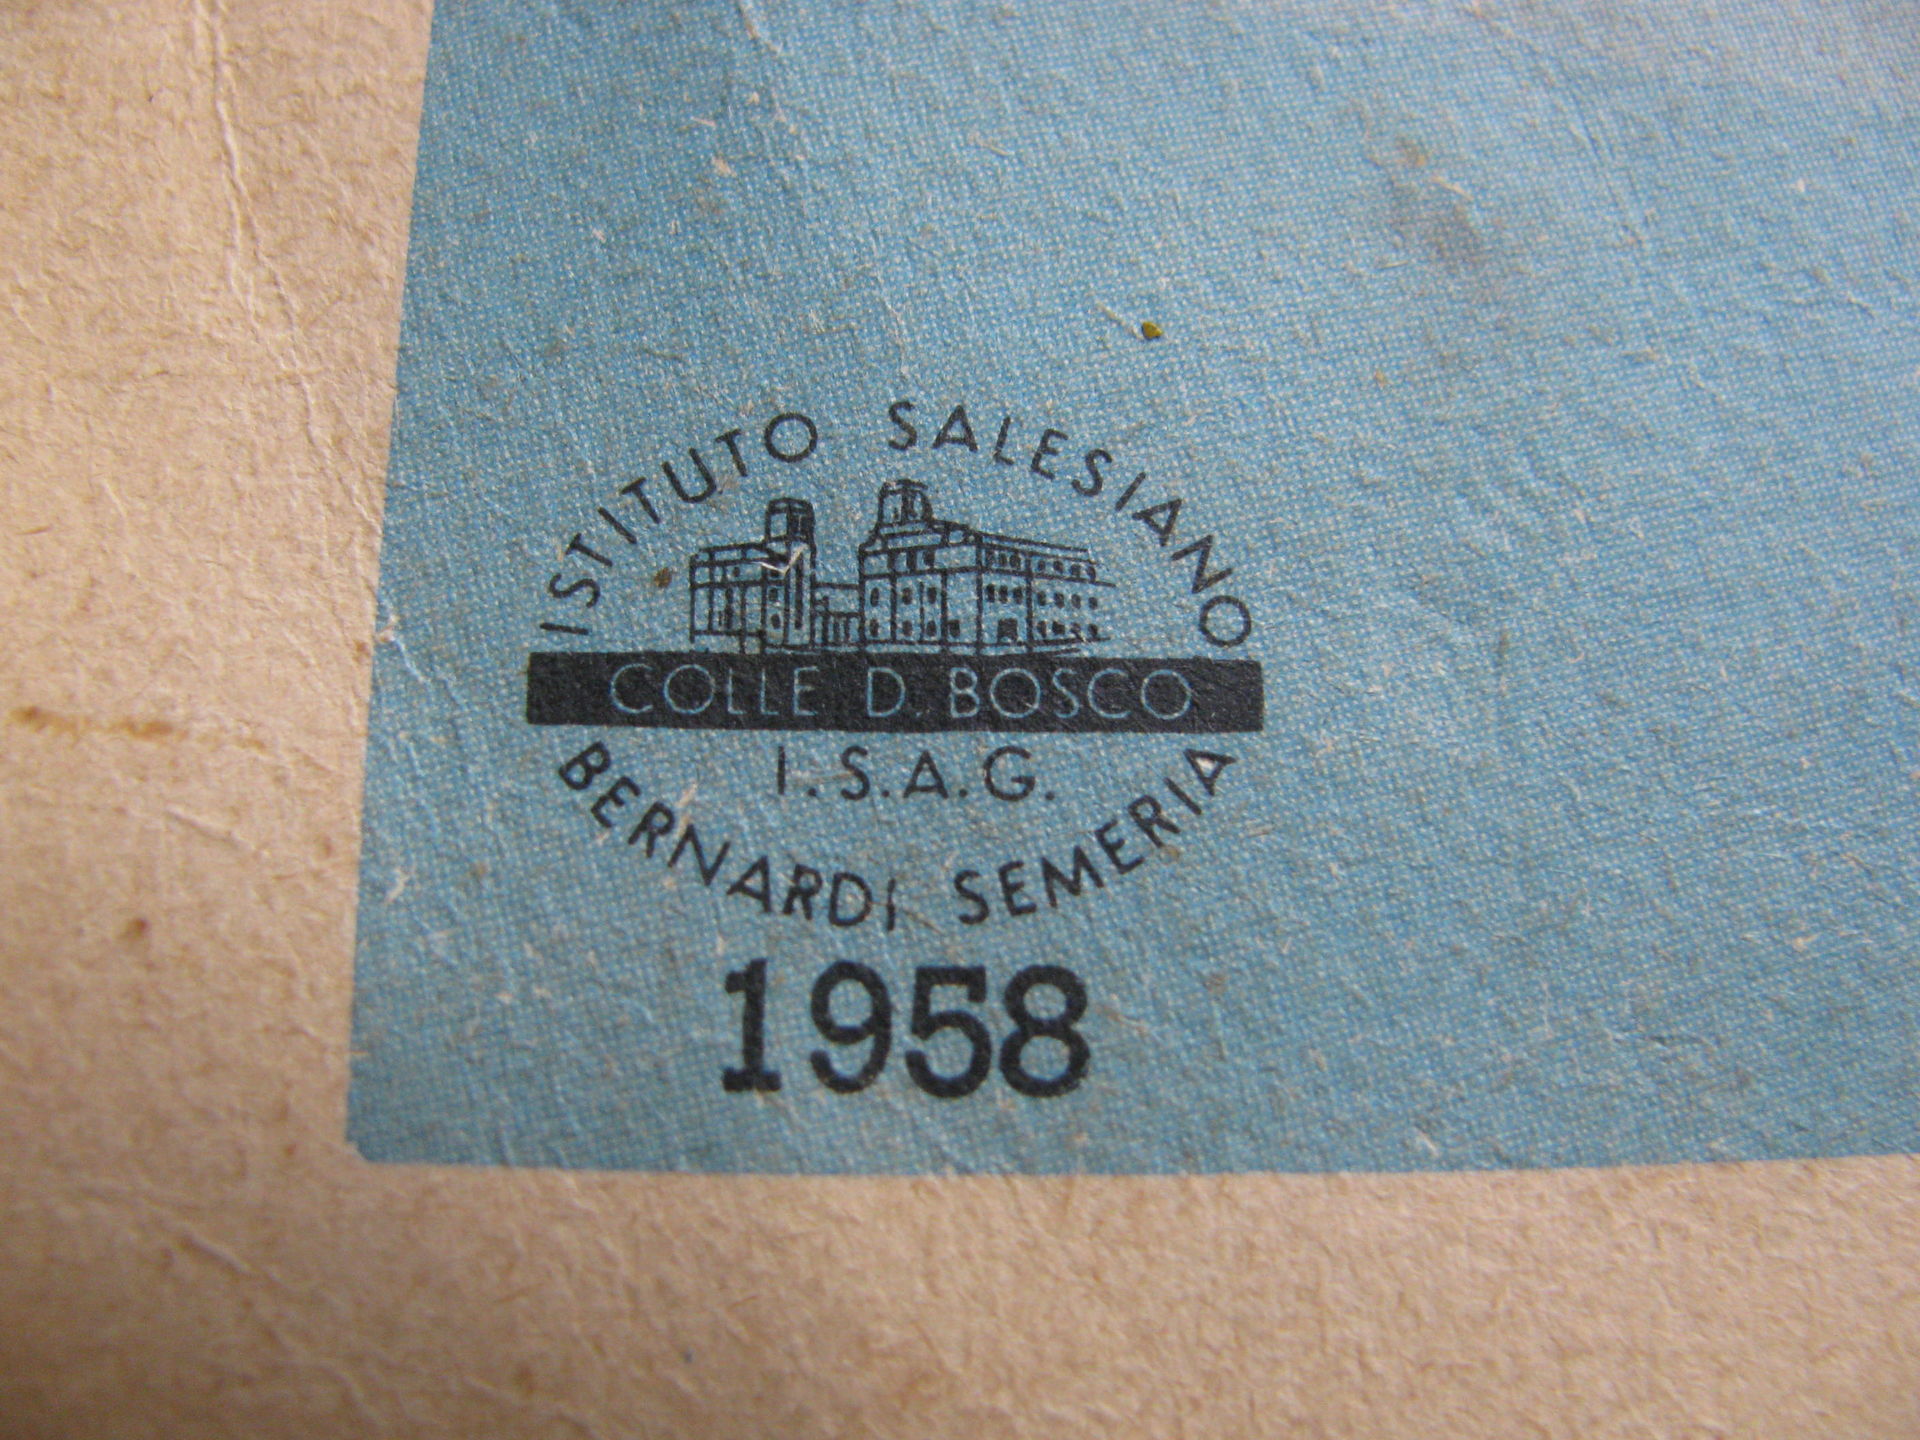 ISTITUTO SALESIANO
COLLE D. BOSCO
I.S.A.G.
BERNARDI SEMERIA
1958